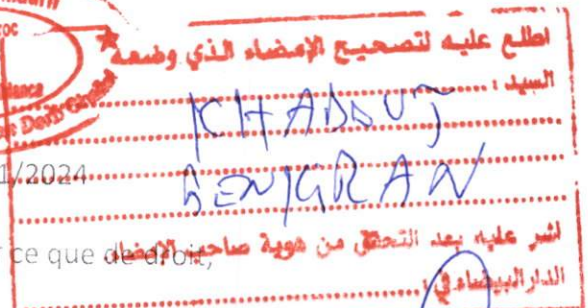 اطلع عليه لتصحيح الإمضاء الذي وضعه
السيد :
KHADDUJ
BENIGRAN
1/2024
ce que de droit,
اشر عليه بعد التحقق من هوية صاحب الإمضاء
الدار البيضاء في :